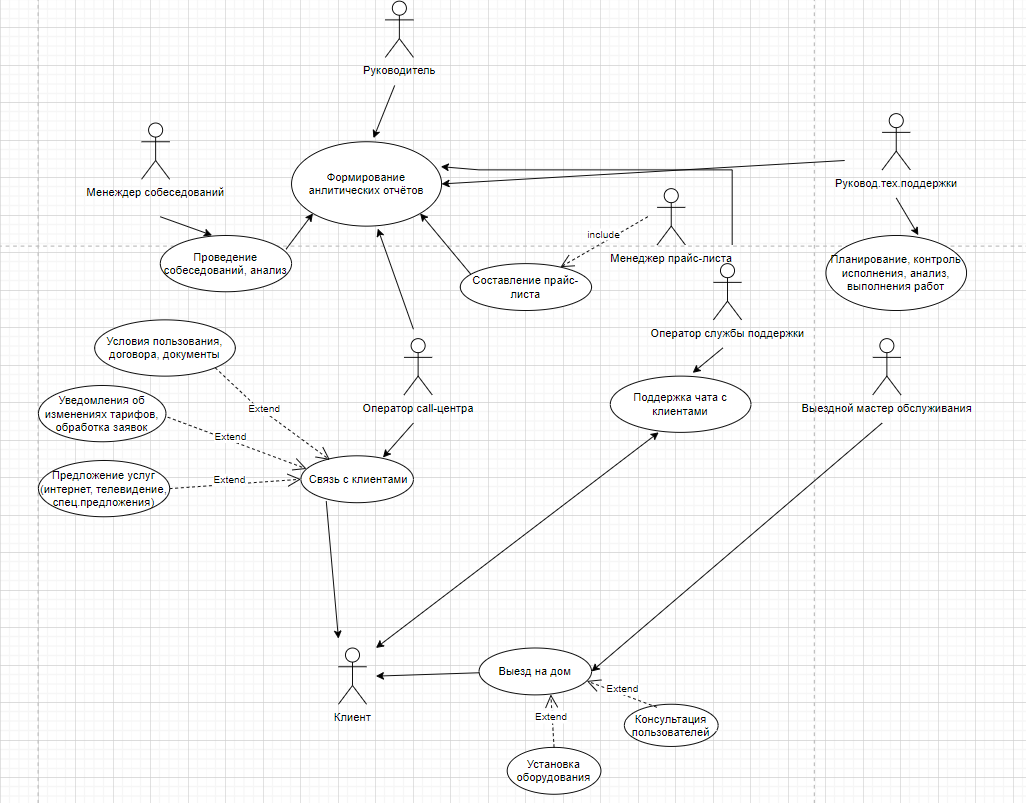 Руководитель
Менеждер собеседований
Формирование
анлитических отчётов
Руковод.тех.поддержки
include
Менеджер прайс-листа
Проведение
собеседований, анализ
Составление прайс-
листа
Планирование, контроль
исполнения, анализ,
выполнения работ
Оператор службы поддержки
Условия пользования,
договора, документы
Уведомления об
изменениях тарифов,
обработка заявок
Extend
Оператор call-центра
Поддержка чата с
клиентами
Выездной мастер обслуживания
Extend
Предложение услуг
(интернет, телевидение,
спец.предложения)
Extend
Связь с клиентами
Клиент
Выезд на дом
Extend
Консультация
пользователей
Extend
Установка
оборудования